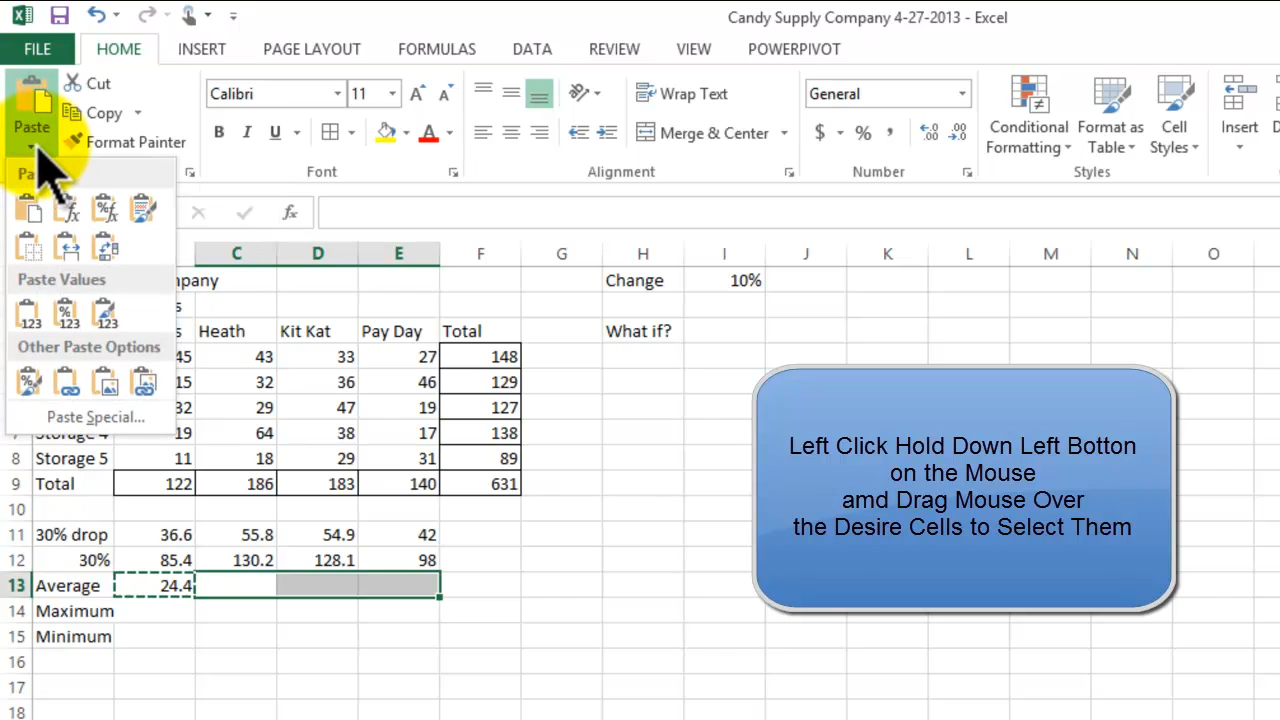 Candy Supply Company 4-27-2013 - Excel
FILE HOME INSERT PAGE LAYOUT FORMULAS DATA REVIEW VIEW POWERPIVOT
Cut
Copy
Format Painter
Paste
Calibri 11
B I U
A A A
Wrap Text
Merge & Center
General
$ % ,
Conditional Formatting
Format as Table
Cell Styles
Insert
Font Alignment Number Styles
fx
Paste Values
Other Paste Options
Paste Special...
C D E F G H I J K L M N O
Change 10%
Heath Kit Kat Pay Day Total What if?
45 43 33 27 148
15 32 36 46 129
32 29 47 19 127
19 64 38 17 138
8 Storage 5 11 18 29 31 89
9 Total 122 186 183 140 631
10
11 30% drop 36.6 55.8 54.9 42
12 30% 85.4 130.2 128.1 98
13 Average 24.4
14 Maximum
15 Minimum
16
17
18
Left Click Hold Down Left Botton
on the Mouse
amd Drag Mouse Over
the Desire Cells to Select Them